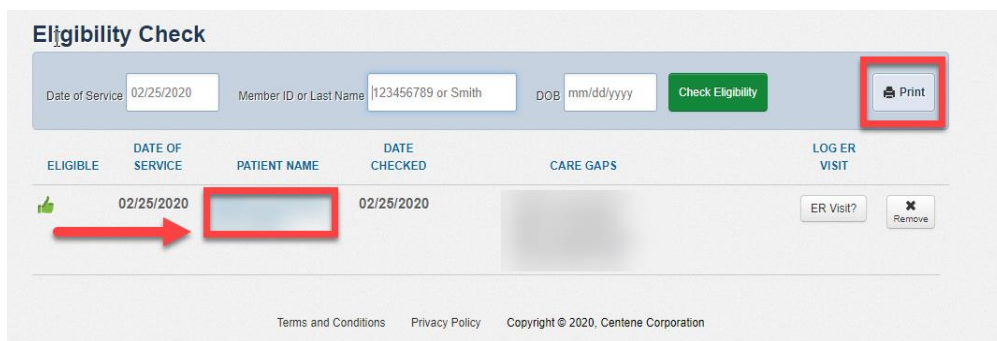 Eligibility Check
Date of Service 02/25/2020 Member ID or Last Name 123456789 or Smith DOB mm/dd/yyyy Check Eligibility Print
ELIGIBLE DATE OF SERVICE PATIENT NAME DATE CHECKED CARE GAPS LOG ER VISIT
02/25/2020 02/25/2020 ER Visit? Remove
Terms and Conditions Privacy Policy Copyright © 2020, Centene Corporation